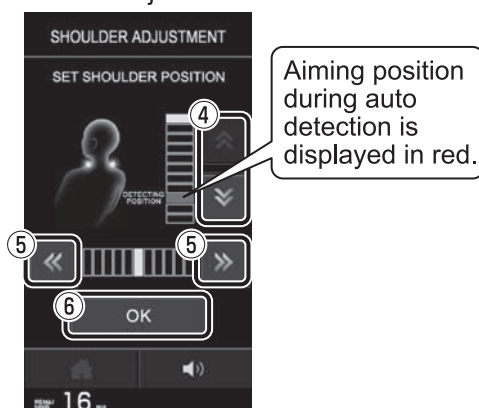 SHOULDER ADJUSTMENT
SET SHOULDER POSITION
④
Aiming position
during auto
detection is
displayed in red.
DETECTING
POSITION
⑤
⑤
⑥
OK
16